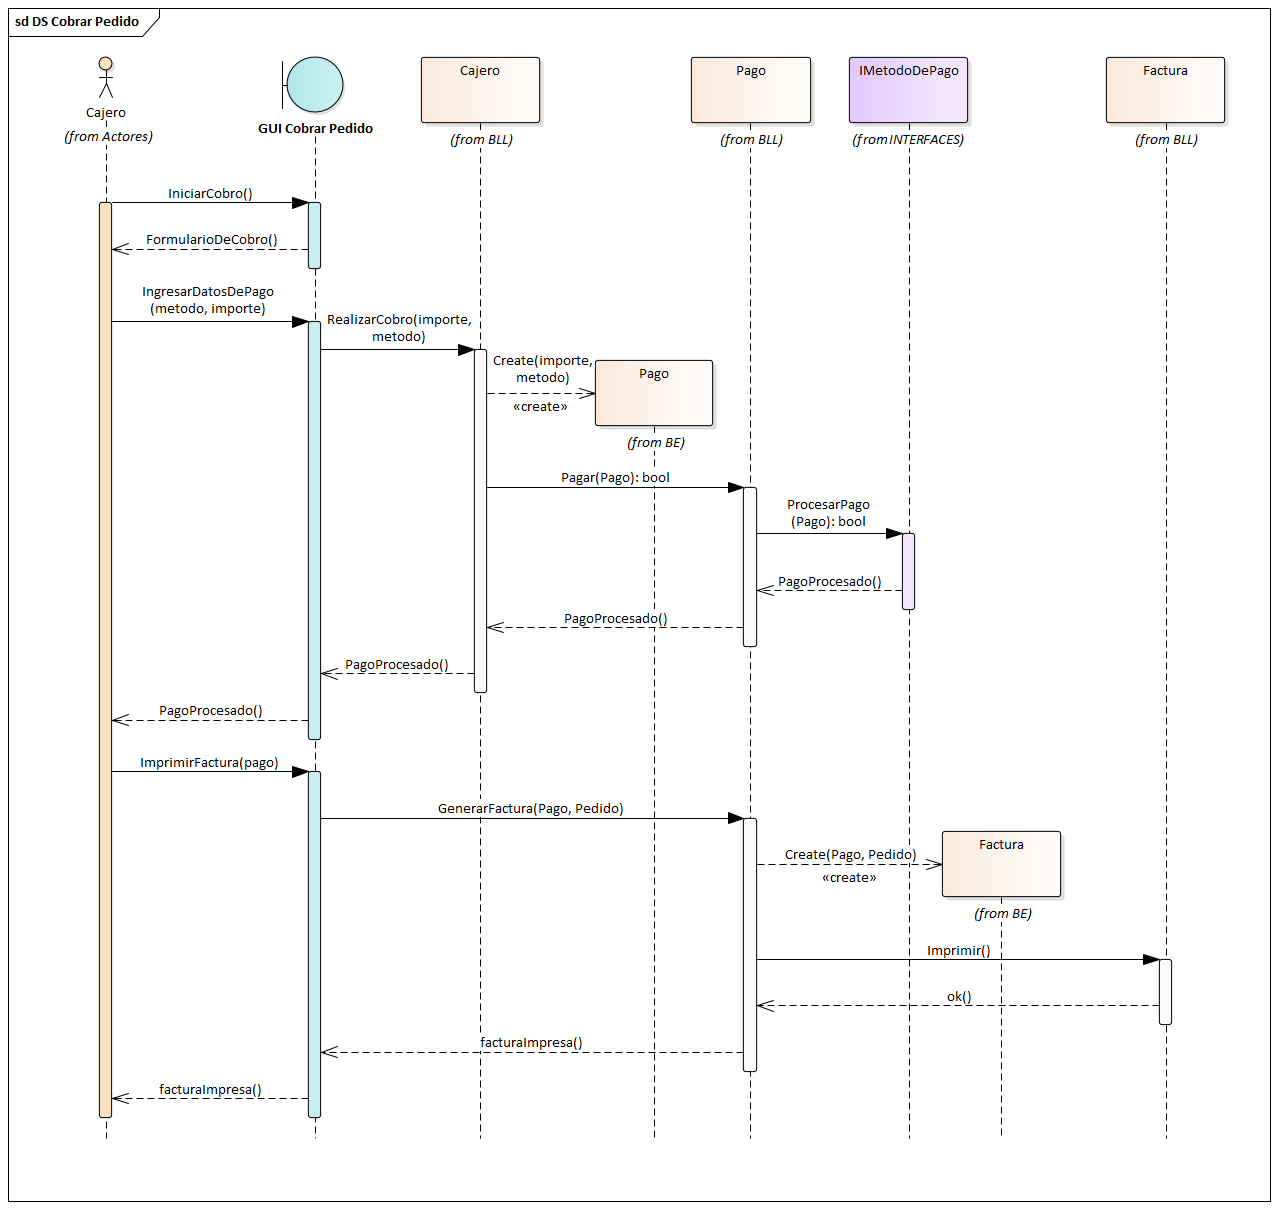 sd DS Cobrar Pedido
Cajero
(from Actores)
GUI Cobrar Pedido
Cajero
(from BLL)
Pago
(from BLL)
IMetodoDePago
(from INTERFACES)
Factura
(from BLL)
IniciarCobro()
FormularioDeCobro()
IngresarDatosDePago
(metodo, importe)
RealizarCobro(importe,
metodo)
Create(importe,
metodo)
«create»
Pago
(from BE)
Pagar(Pago): bool
ProcesarPago
(Pago): bool
PagoProcesado()
PagoProcesado()
PagoProcesado()
PagoProcesado()
ImprimirFactura(pago)
GenerarFactura(Pago, Pedido)
Create(Pago, Pedido)
«create»
Factura
(from BE)
Imprimir()
ok()
facturaImpresa()
facturaImpresa()